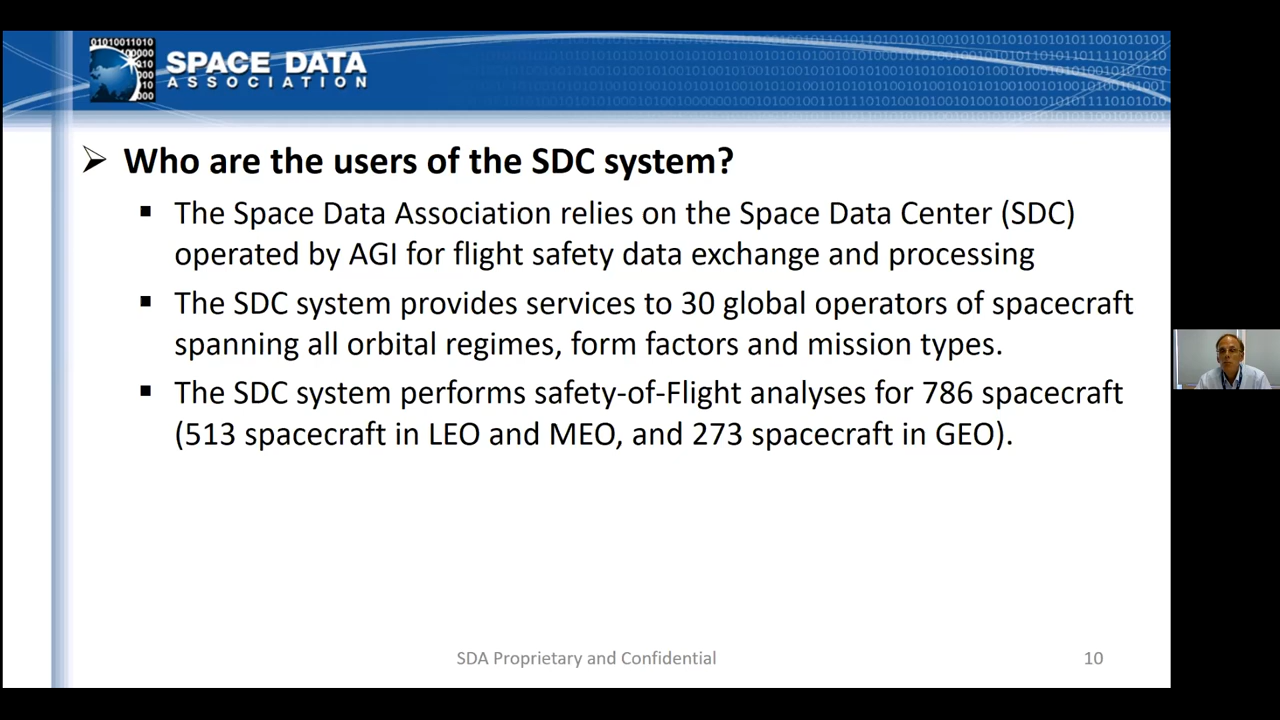 SPACE DATA
ASSOCIATION
Who are the users of the SDC system?
The Space Data Association relies on the Space Data Center (SDC)
operated by AGI for flight safety data exchange and processing
The SDC system provides services to 30 global operators of spacecraft
spanning all orbital regimes, form factors and mission types.
The SDC system performs safety-of-Flight analyses for 786 spacecraft
(513 spacecraft in LEO and MEO, and 273 spacecraft in GEO).
SDA Proprietary and Confidential
10